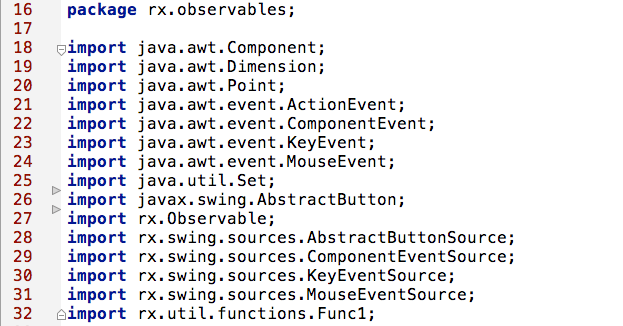 16 package rx.observables;
17
18 import java.awt.Component;
19 import java.awt.Dimension;
20 import java.awt.Point;
21 import java.awt.event.ActionEvent;
22 import java.awt.event.ComponentEvent;
23 import java.awt.event.KeyEvent;
24 import java.awt.event.MouseEvent;
25 import java.util.Set;
26 import javax.swing.AbstractButton;
27 import rx.Observable;
28 import rx.swing.sources.AbstractButtonSource;
29 import rx.swing.sources.ComponentEventSource;
30 import rx.swing.sources.KeyEventSource;
31 import rx.swing.sources.MouseEventSource;
32 import rx.util.functions.Func1;